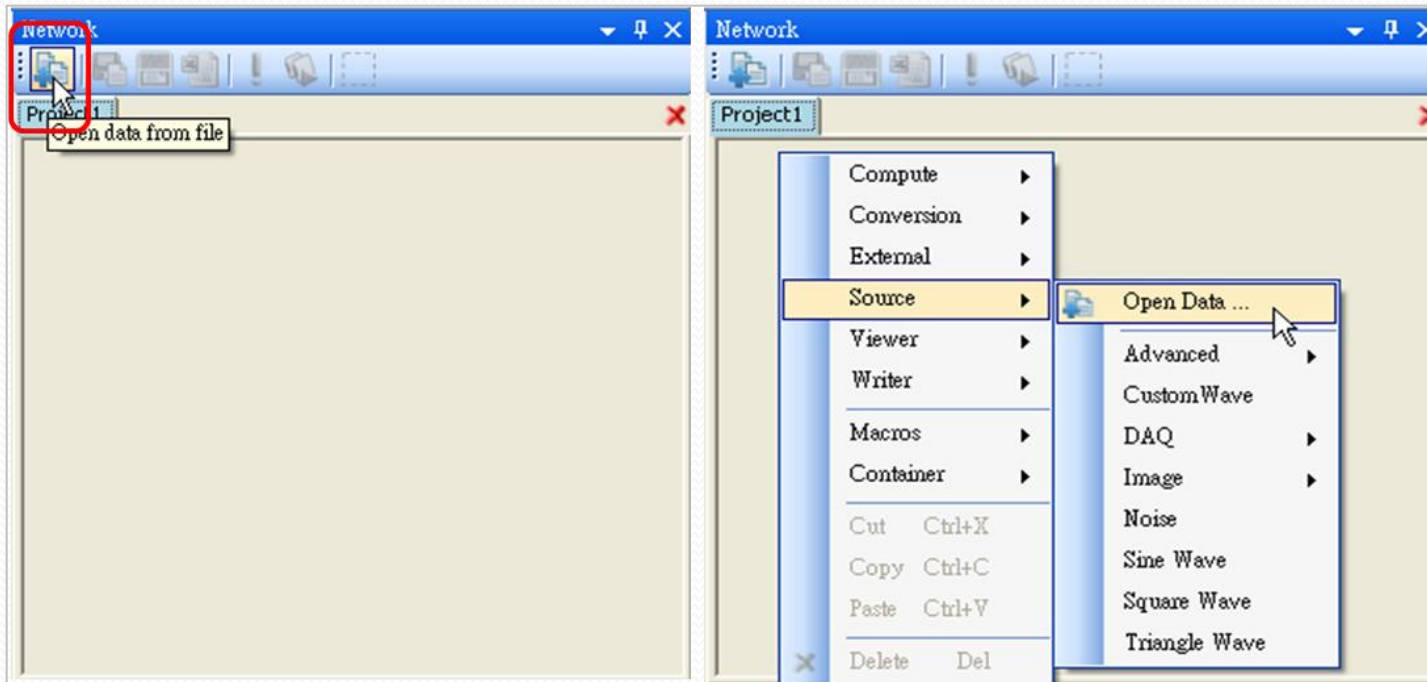 Network
Project1
Open data from file
Network
Project1
Compute
Conversion
External
Source
Viewer
Writer
Macros
Container
Cut Ctrl+X
Copy Ctrl+C
Paste Ctrl+V
Delete Del
Open Data ...
Advanced
CustomWave
DAQ
Image
Noise
Sine Wave
Square Wave
Triangle Wave